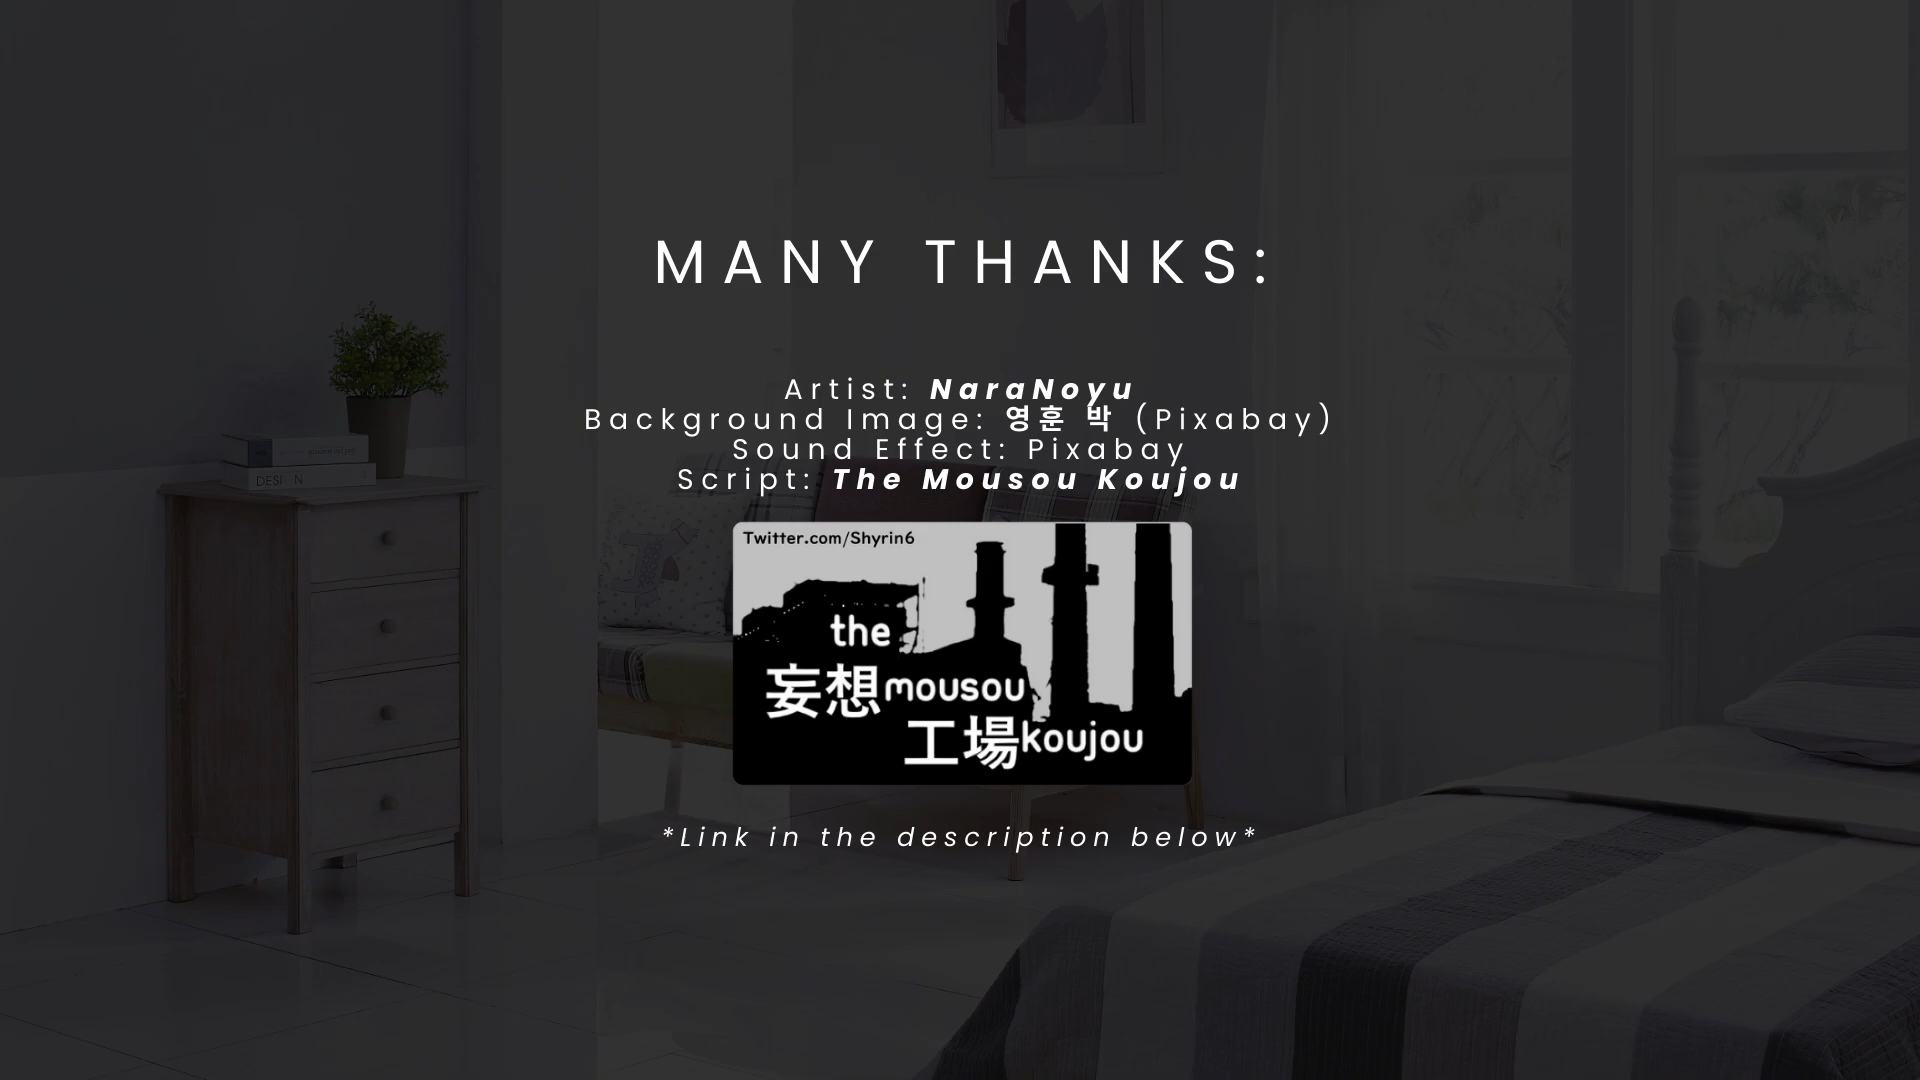 MANY THANKS:
Artist: NaraNoyu
Background Image: 영훈 박 (Pixabay)
Sound Effect: Pixabay
Script: The Mousou Koujou
Twitter.com/Shyrin6
the
妄想mousou
工場koujou
*Link in the description below*
DESIGN